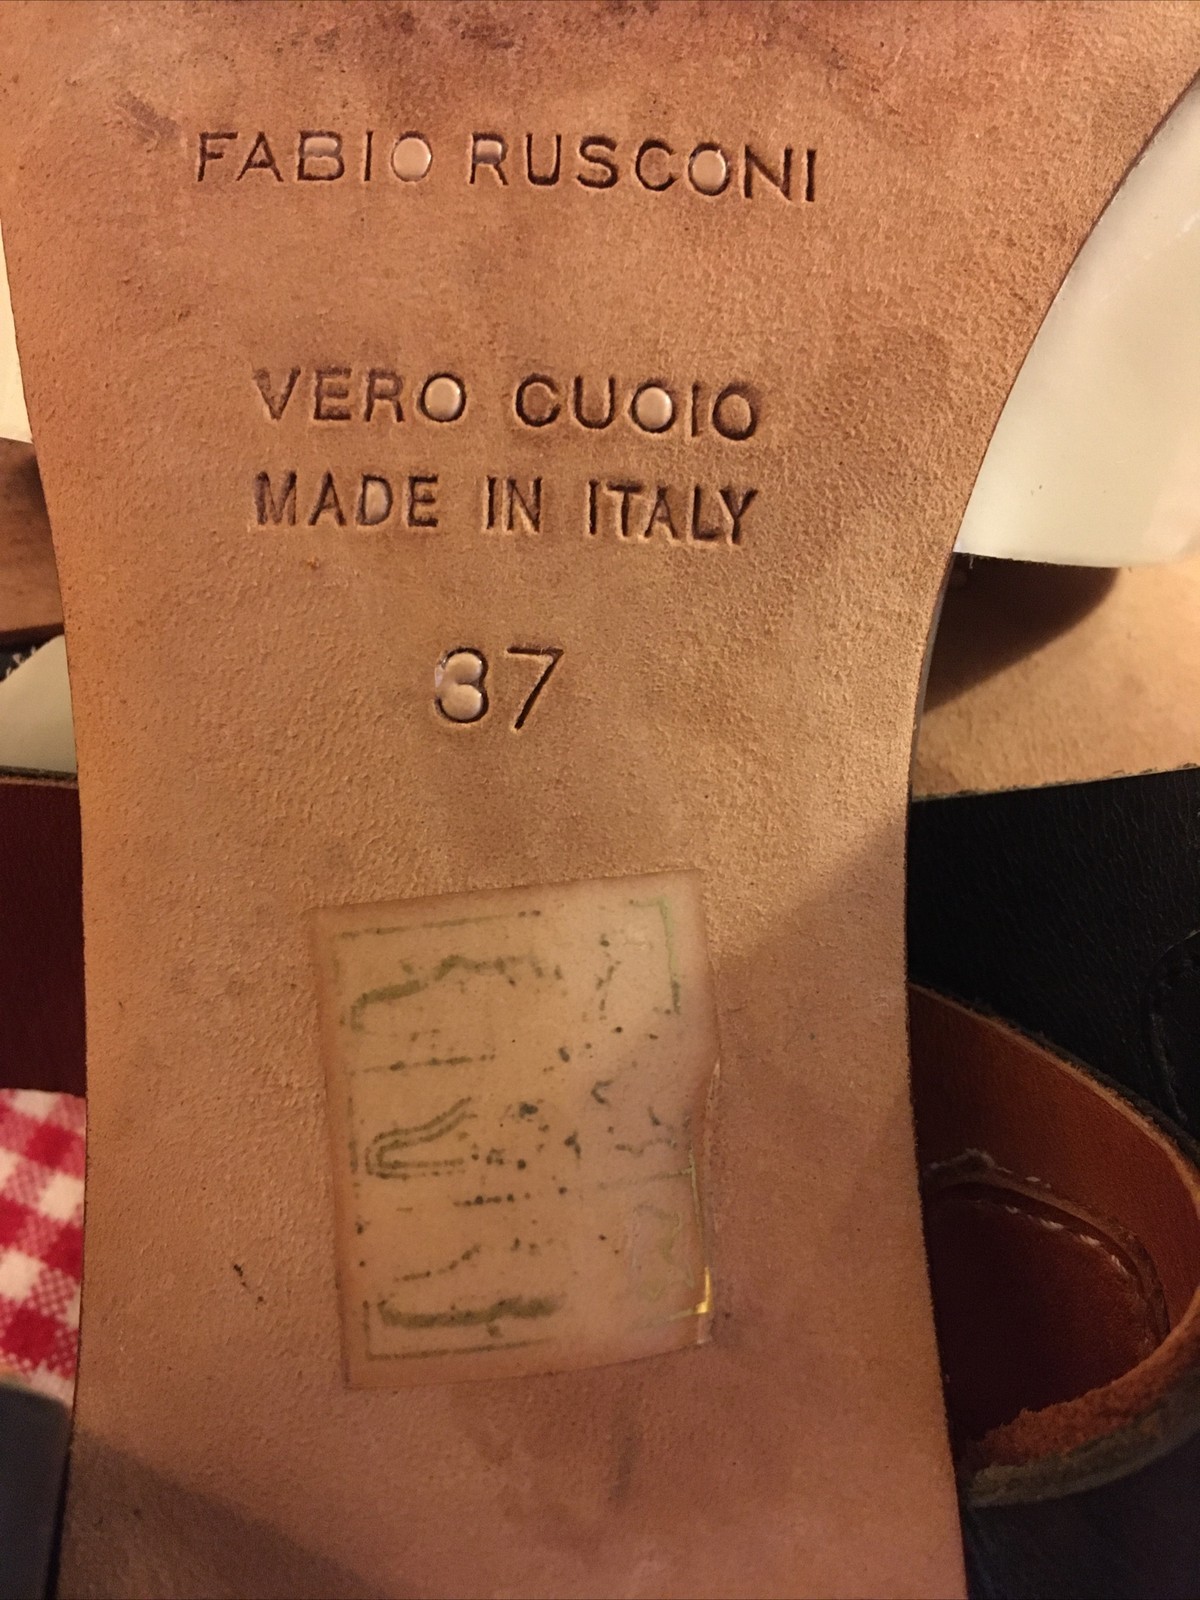 FABIO RUSCONI
VERO CUOIO
MADE IN ITALY
37